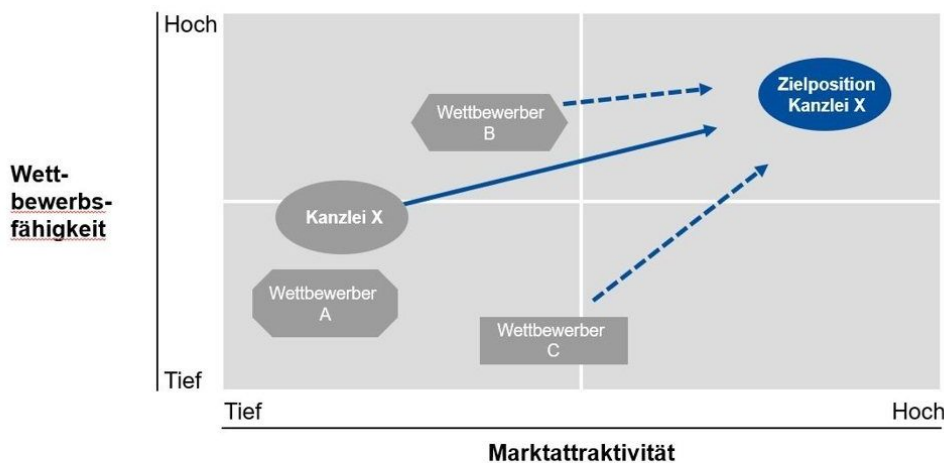 Hoch
Zielposition
Kanzlei X
Wettbewerber
B
Wett-
bewerbs-
fähigkeit
Kanzlei X
Wettbewerber
A
Wettbewerber
C
Tief
Tief
Hoch
Marktattraktivität